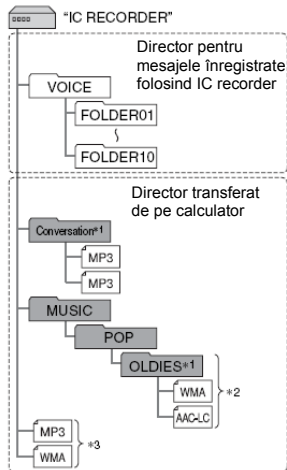 “IC RECORDER”
Director pentru
mesajele înregistrate
folosind IC recorder
VOICE
FOLDER01
FOLDER10
Director transferat
de pe calculator
Conversation*1
MP3
MP3
MUSIC
POP
OLDIES*1
WMA
*2
AAC-LC
MP3
*3
WMA